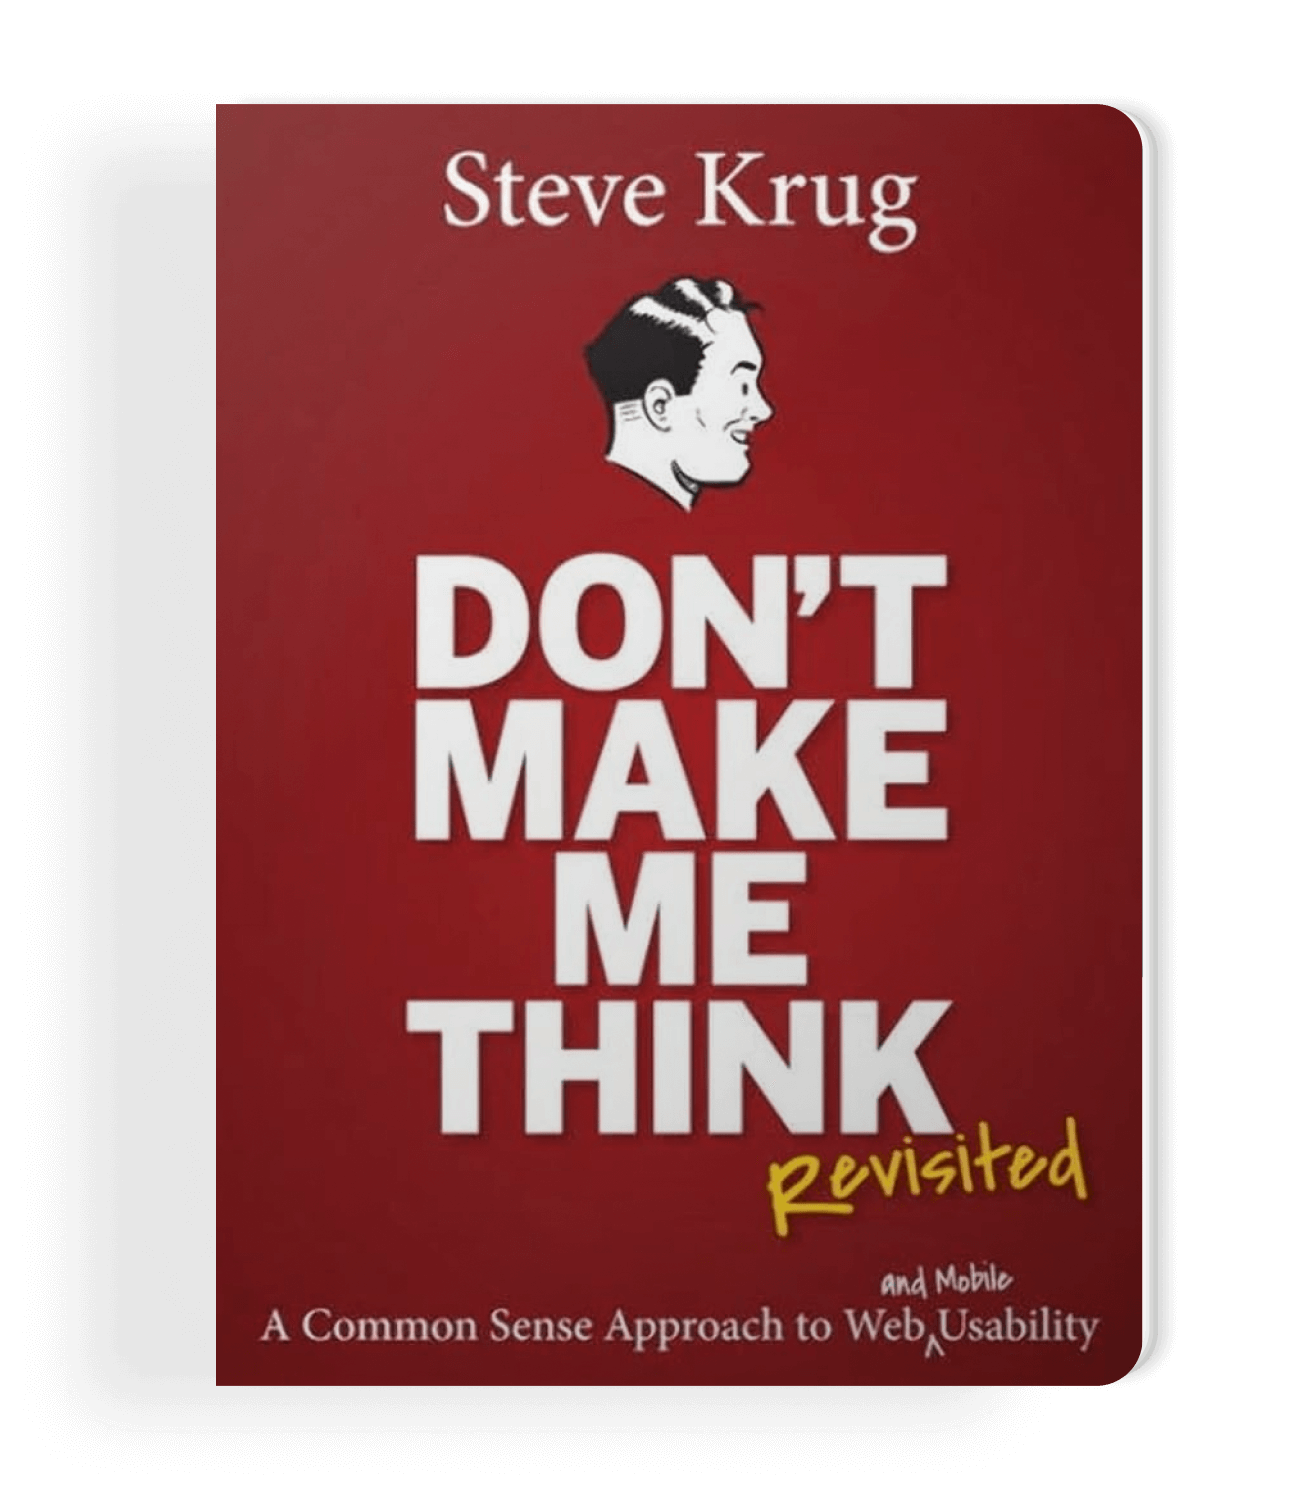 Steve Krug
DON'T
MAKE
ME
THINK
Revisited
and Mobile
A Common Sense Approach to Web^Usability